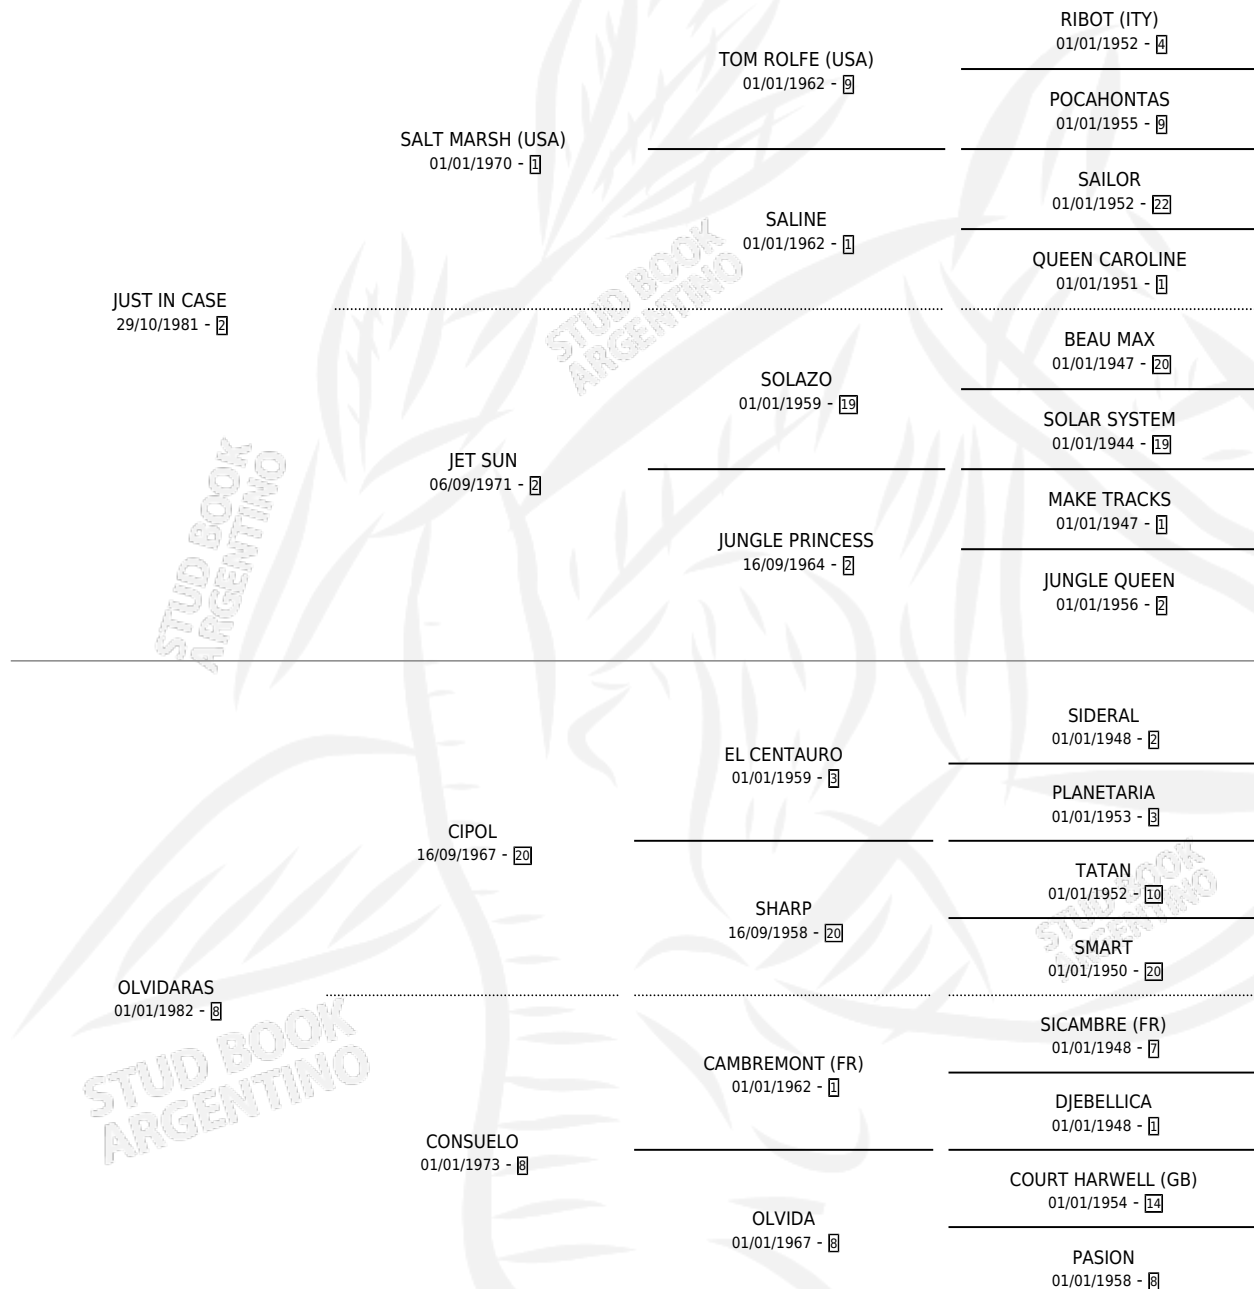 RIBOT (ITY)
01/01/1952 - 4
TOM ROLFE (USA)
01/01/1962 - 9
POCAHONTAS
01/01/1955 - 9
SALT MARSH (USA)
01/01/1970 - 1
SAILOR
01/01/1952 - 22
SALINE
01/01/1962 - 1
QUEEN CAROLINE
01/01/1951 - 1
JUST IN CASE
29/10/1981 - 2
BEAU MAX
01/01/1947 - 20
SOLAZO
01/01/1959 - 19
SOLAR SYSTEM
01/01/1944 - 19
JET SUN
06/09/1971 - 2
MAKE TRACKS
01/01/1947 - 1
JUNGLE PRINCESS
16/09/1964 - 2
JUNGLE QUEEN
01/01/1956 - 2
STUD BOOK
ARGENTINO
STUD BOOK
ARGENTINO
SIDERAL
01/01/1948 - 2
EL CENTAURO
01/01/1959 - 3
PLANETARIA
01/01/1953 - 3
CIPOL
16/09/1967 - 20
TATAN
01/01/1952 - 10
SHARP
16/09/1958 - 20
SMART
01/01/1950 - 20
OLVIDARAS
01/01/1982 - 8
SICAMBRE (FR)
01/01/1948 - 7
CAMBREMONT (FR)
01/01/1962 - 1
DJEBELLICA
01/01/1948 - 1
CONSUELO
01/01/1973 - 8
COURT HARWELL (GB)
01/01/1954 - 14
OLVIDA
01/01/1967 - 8
PASION
01/01/1958 - 8
STUD BOOK
ARGENTINO
STUD BOOK
ARGENTINO